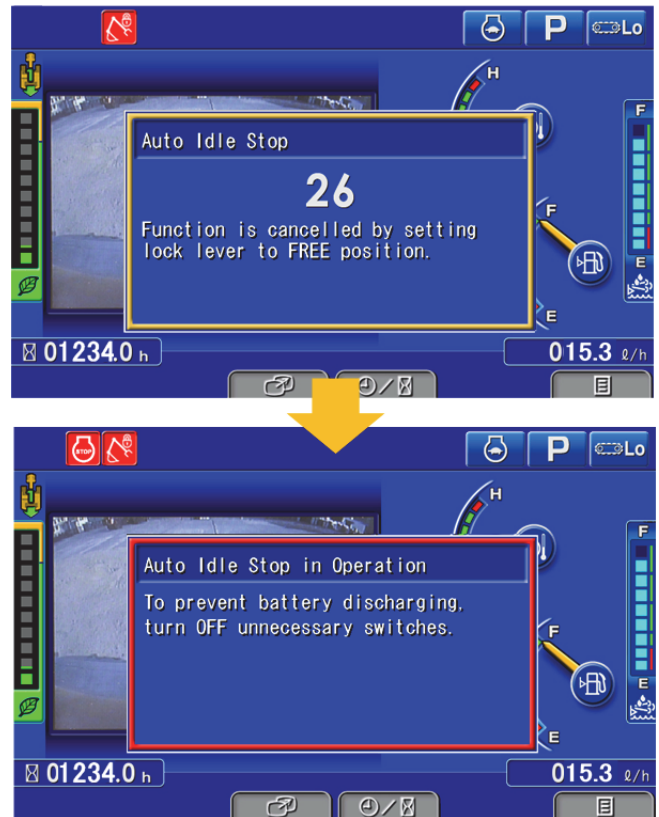 P
Lo
H
1
F
Auto Idle Stop
26
Function is cancelled by setting
lock lever to FREE position.
F
E
E
01234.0 h
015.3 ℓ/h
STOP
P
Lo
H
1
F
Auto Idle Stop in Operation
To prevent battery discharging,
turn OFF unnecessary switches.
F
E
E
01234.0 h
015.3 ℓ/h